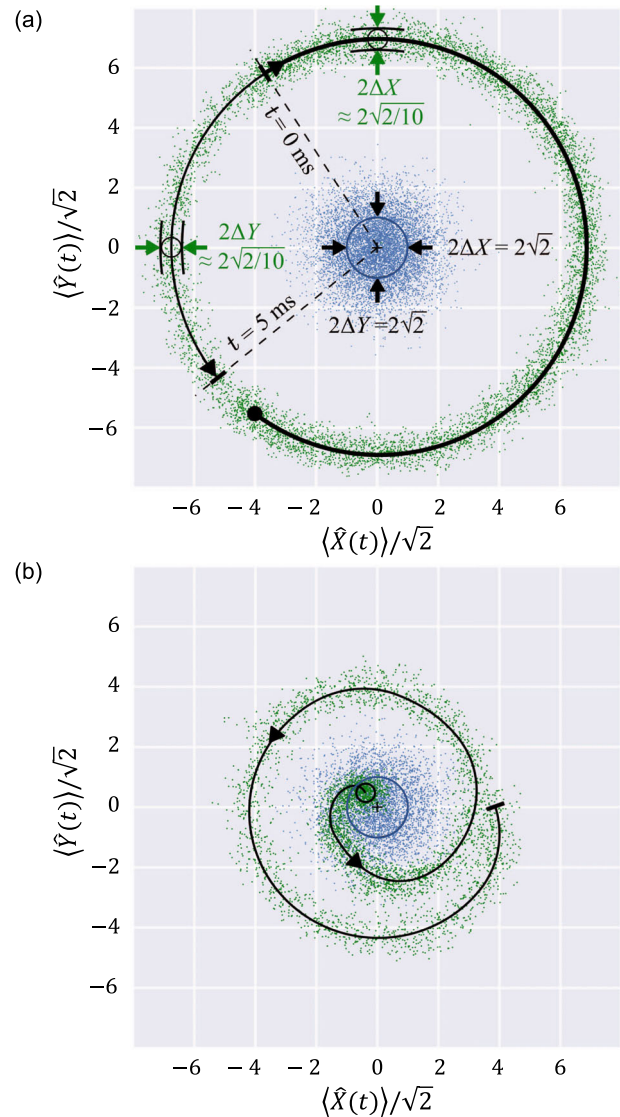 (a)
6
4
2
0
−2
−4
−6
⟨Ŷ(t)⟩/√2
2ΔX
≈ 2√2/10
t = 0 ms
2ΔY
≈ 2√2/10
2ΔX = 2√2
2ΔY = 2√2
t = 5 ms
−6 −4 −2 0 2 4 6
⟨X̂(t)⟩/√2
(b)
6
4
2
0
−2
−4
−6
⟨Ŷ(t)⟩/√2
−6 −4 −2 0 2 4 6
⟨X̂(t)⟩/√2